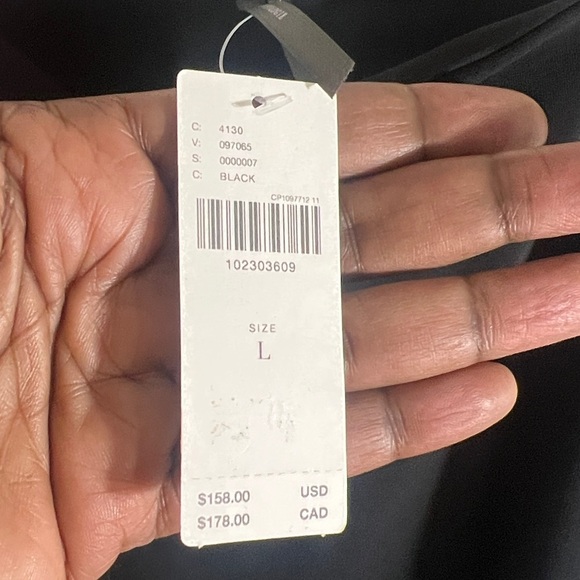 C: 4130
V: 097065
S: 0000007
C: BLACK
CP1097712 11
102303609
SIZE
L
$158.00 USD
$178.00 CAD